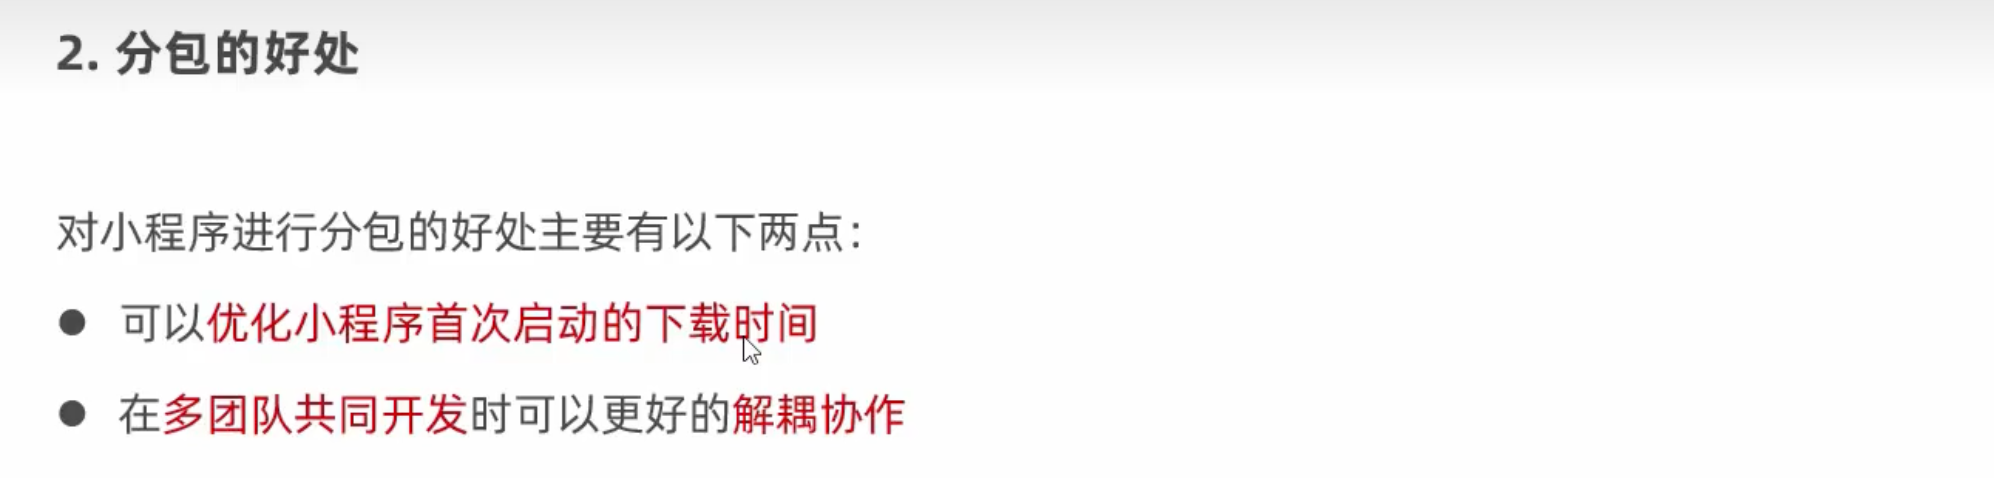 2. 分包的好处
对小程序进行分包的好处主要有以下两点：
● 可以优化小程序首次启动的下载时间
● 在多团队共同开发时可以更好的解耦协作